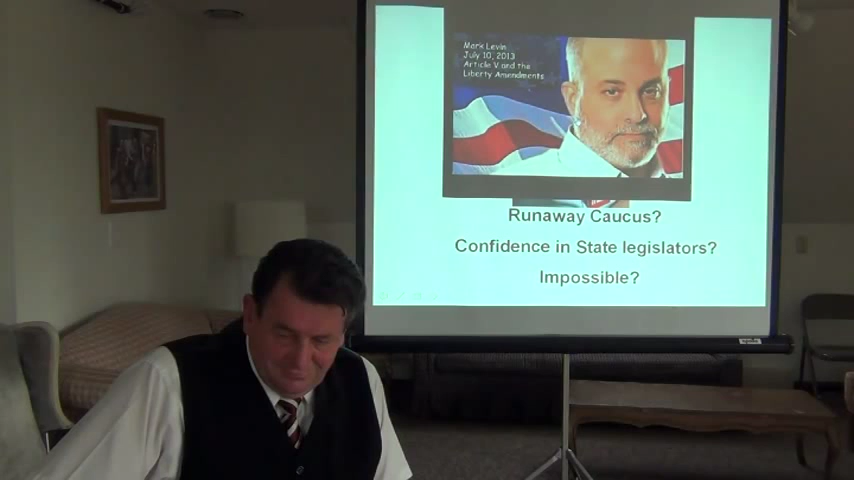 Mark Levin
July 10, 2013
Article V and the
Liberty Amendments
Runaway Caucus?
Confidence in State legislators?
Impossible?